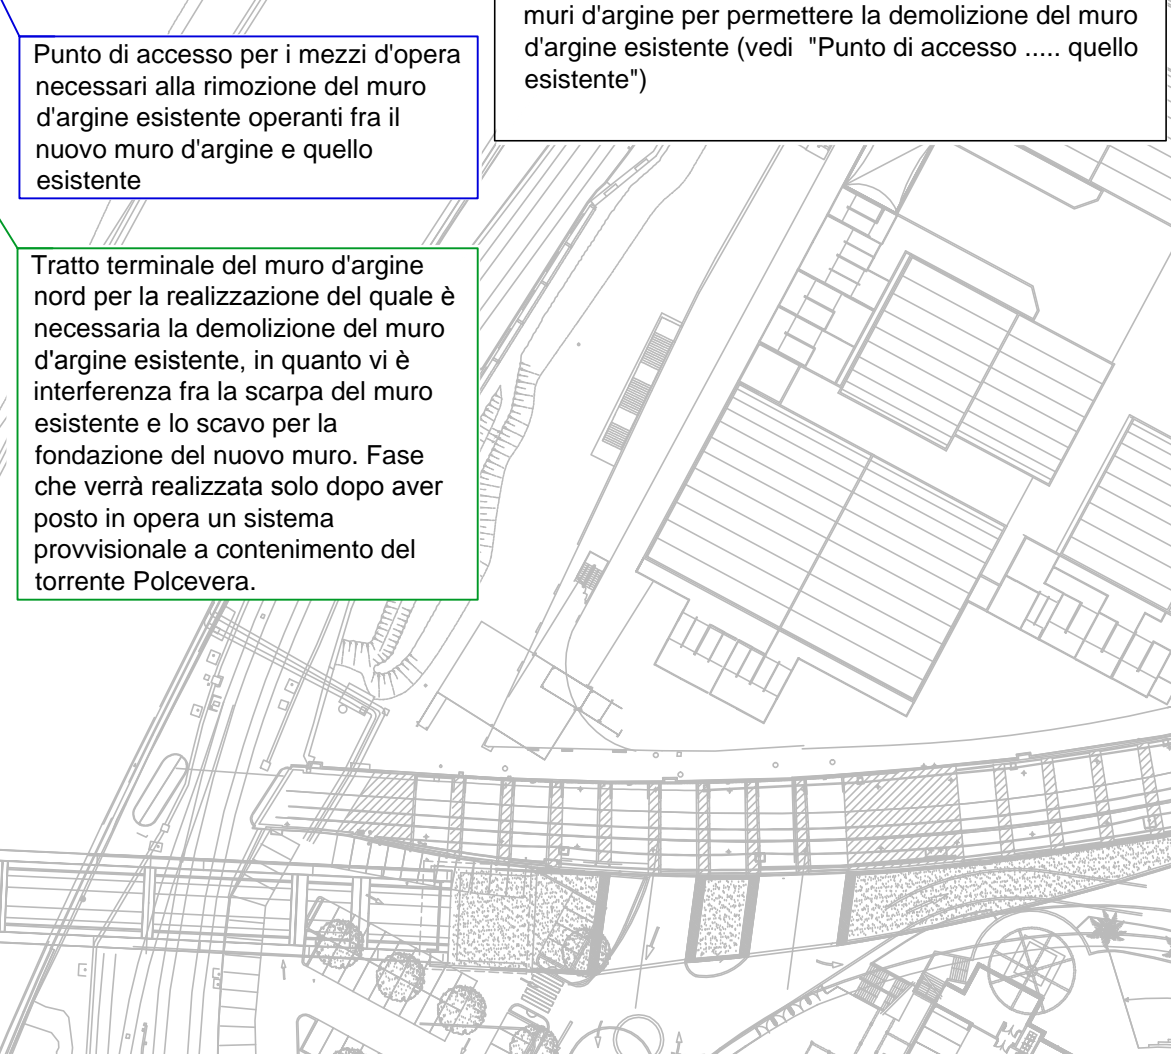 muri d'argine per permettere la demolizione del muro
d'argine esistente (vedi "Punto di accesso ..... quello
esistente")
Punto di accesso per i mezzi d'opera
necessari alla rimozione del muro
d'argine esistente operanti fra il
nuovo muro d'argine e quello
esistente
Tratto terminale del muro d'argine
nord per la realizzazione del quale è
necessaria la demolizione del muro
d'argine esistente, in quanto vi è
interferenza fra la scarpa del muro
esistente e lo scavo per la
fondazione del nuovo muro. Fase
che verrà realizzata solo dopo aver
posto in opera un sistema
provvisionale a contenimento del
torrente Polcevera.